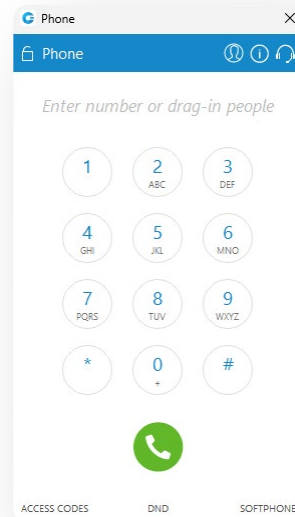 Phone
Phone
Enter number or drag-in people
1 2 3
ABC DEF
4 5 6
GHI JKL MNO
7 8 9
PQRS TUV WXYZ
* 0 #
+
ACCESS CODES DND SOFTPHONE